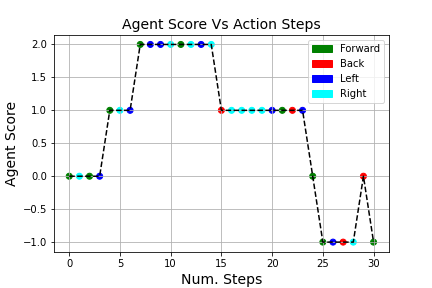 Agent Score Vs Action Steps
2.0
1.5
1.0
0.5
0.0
−0.5
−1.0
Agent Score
Forward
Back
Left
Right
0 5 10 15 20 25 30
Num. Steps